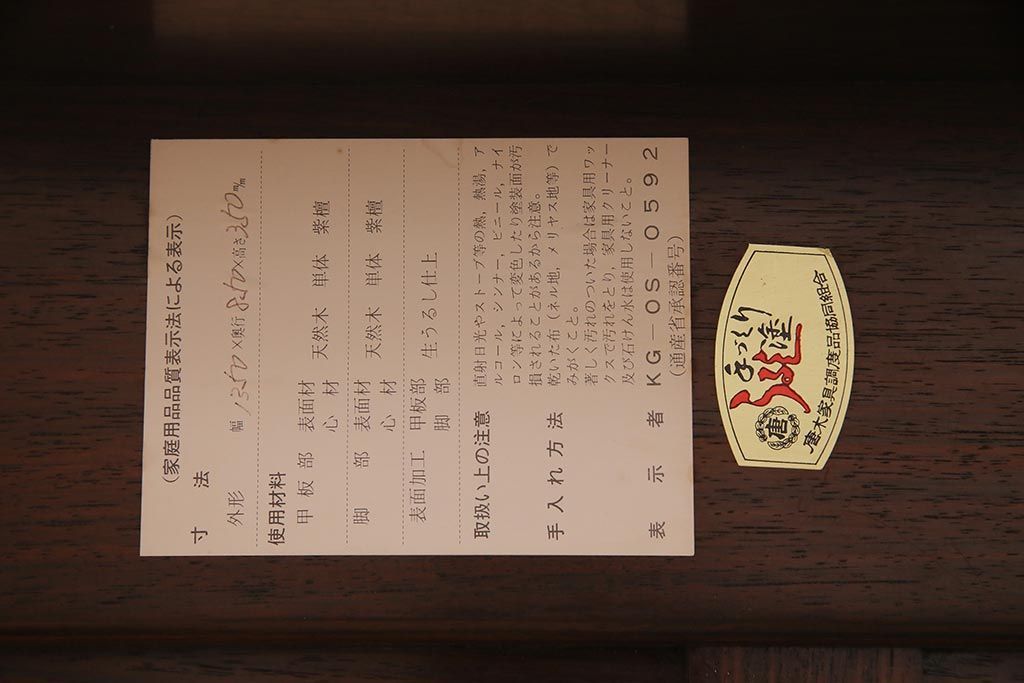 (家庭用品品質表示法による表示)
寸法
外形 幅1350×奥行850×高さ350m/m
使用材料
甲板部 表面材 天然木 単体 紫檀
心材
脚部 表面材 天然木 単体 紫檀
心材
表面加工 甲板部 生うるし仕上
脚部
取扱い上の注意 直射日光やストーブ等の熱，熱湯，ア
ルコール，シンナー，ビニール，ナイ
ロン等によって変色したり塗装面が汚
損されることがあるから注意。
手入れ方法 乾いた布（ネル地，メリヤス地等）で
みがくこと。
著しく汚れのついた場合は家具用ワッ
クスで汚れをとり，家具用クリーナー
及び石けん水は使用しないこと。
表示者 KG－OS－0592
(通産省承認番号)
手づくり
うるし塗
唐
唐木家具調度品協同組合